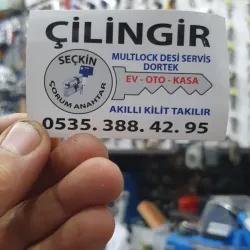 ÇİLİNGİR
SEÇKİN
ÇORUM ANAHTAR
MULTLOCK DESİ SERVİS
DORTEK
EV - OTO - KASA
AKILLI KİLİT TAKILIR
0535. 388. 42. 95